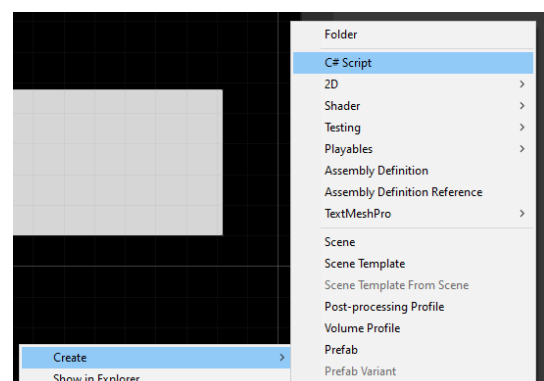 Folder
C# Script
2D
Shader
Testing
Playables
Assembly Definition
Assembly Definition Reference
TextMeshPro
Scene
Scene Template
Scene Template From Scene
Post-processing Profile
Volume Profile
Prefab
Prefab Variant
Create
Show in Explorer